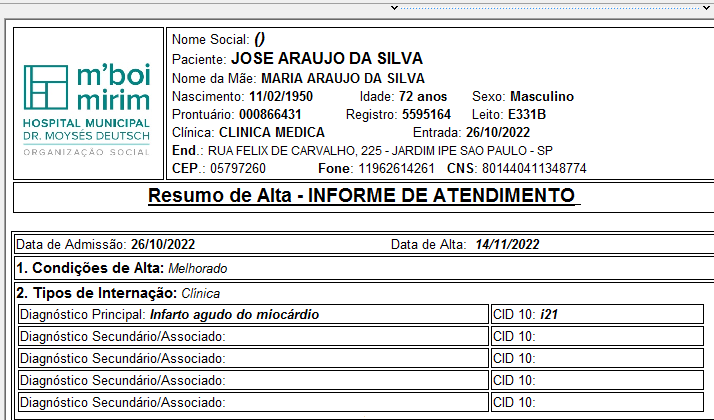 m'boi
mirim
HOSPITAL MUNICIPAL
DR. MOYSÉS DEUTSCH
ORGANIZAÇÃO SOCIAL
Nome Social: ()
Paciente: JOSE ARAUJO DA SILVA
Nome da Mãe: MARIA ARAUJO DA SILVA
Nascimento: 11/02/1950 Idade: 72 anos Sexo: Masculino
Prontuário: 000866431 Registro: 5595164 Leito: E331B
Clínica: CLINICA MEDICA Entrada: 26/10/2022
End.: RUA FELIX DE CARVALHO, 225 - JARDIM IPE SAO PAULO - SP
CEP.: 05797260 Fone: 11962614261 CNS: 801440411348774
Resumo de Alta - INFORME DE ATENDIMENTO
Data de Admissão: 26/10/2022 Data de Alta: 14/11/2022
1. Condições de Alta: Melhorado
2. Tipos de Internação: Clínica
Diagnóstico Principal: Infarto agudo do miocárdio CID 10: i21
Diagnóstico Secundário/Associado: CID 10:
Diagnóstico Secundário/Associado: CID 10:
Diagnóstico Secundário/Associado: CID 10:
Diagnóstico Secundário/Associado: CID 10: